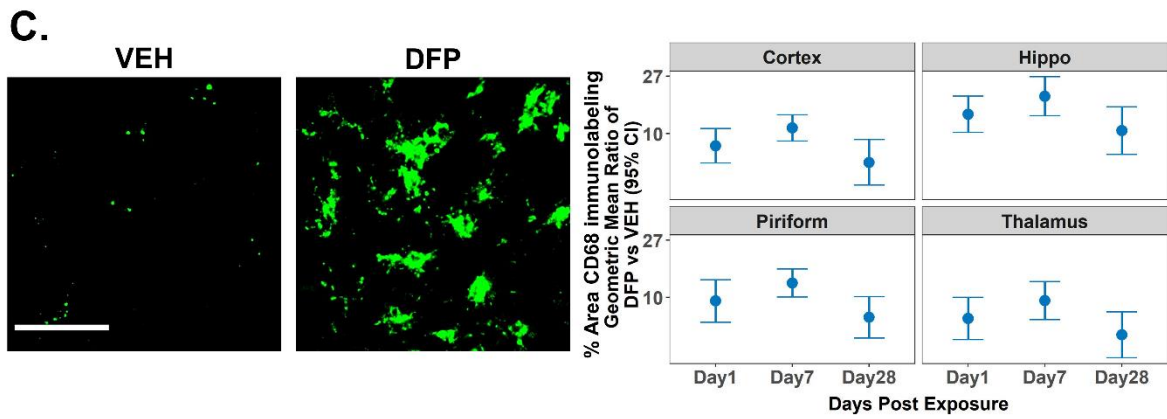 C.
VEH
DFP
% Area CD68 immunolabeling
Geometric Mean Ratio of
DFP vs VEH (95% CI)
Cortex
Hippo
27
10
Piriform
Thalamus
27
10
Day1
Day7
Day28
Day1
Day7
Day28
Days Post Exposure